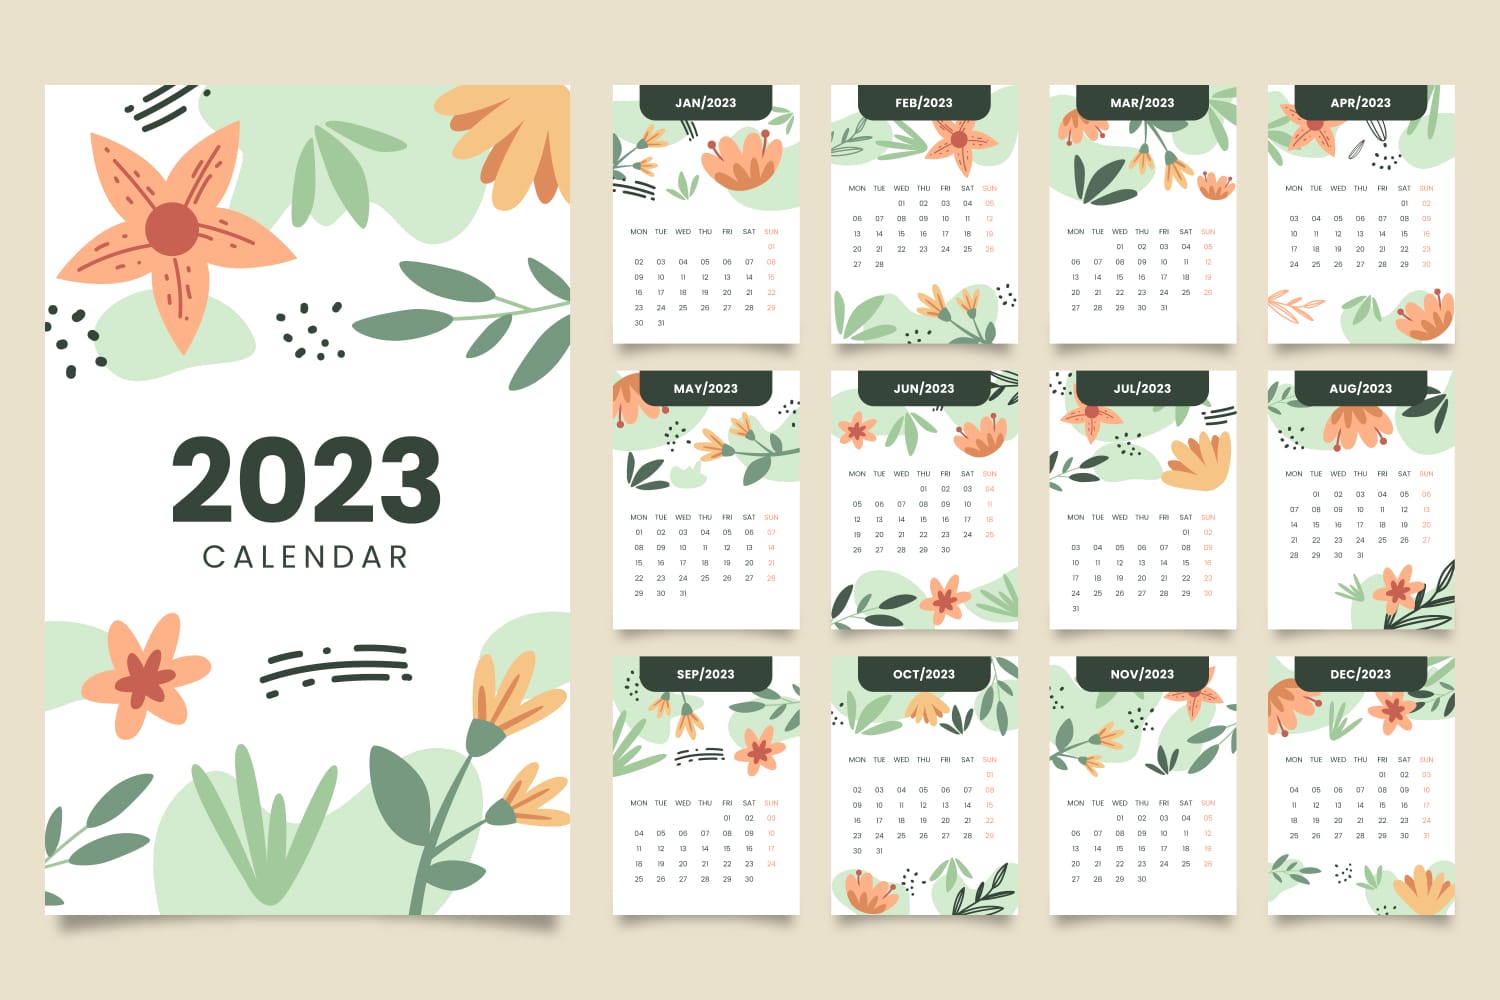 2023
CALENDAR
JAN/2023
MON TUE WED THU FRI SAT SUN
01
02 03 04 05 06 07 08
09 10 11 12 13 14 15
16 17 18 19 20 21 22
23 24 25 26 27 28 29
30 31
FEB/2023
MON TUE WED THU FRI SAT SUN
01 02 03 04 05
06 07 08 09 10 11 12
13 14 15 16 17 18 19
20 21 22 23 24 25 26
27 28
MAR/2023
MON TUE WED THU FRI SAT SUN
01 02 03 04 05
06 07 08 09 10 11 12
13 14 15 16 17 18 19
20 21 22 23 24 25 26
27 28 29 30 31
APR/2023
MON TUE WED THU FRI SAT SUN
01 02
03 04 05 06 07 08 09
10 11 12 13 14 15 16
17 18 19 20 21 22 23
24 25 26 27 28 29 30
MAY/2023
MON TUE WED THU FRI SAT SUN
01 02 03 04 05 06 07
08 09 10 11 12 13 14
15 16 17 18 19 20 21
22 23 24 25 26 27 28
29 30 31
JUN/2023
MON TUE WED THU FRI SAT SUN
01 02 03 04
05 06 07 08 09 10 11
12 13 14 15 16 17 18
19 20 21 22 23 24 25
26 27 28 29 30
JUL/2023
MON TUE WED THU FRI SAT SUN
01 02
03 04 05 06 07 08 09
10 11 12 13 14 15 16
17 18 19 20 21 22 23
24 25 26 27 28 29 30
31
AUG/2023
MON TUE WED THU FRI SAT SUN
01 02 03 04 05 06
07 08 09 10 11 12 13
14 15 16 17 18 19 20
21 22 23 24 25 26 27
28 29 30 31
SEP/2023
MON TUE WED THU FRI SAT SUN
01 02 03
04 05 06 07 08 09 10
11 12 13 14 15 16 17
18 19 20 21 22 23 24
25 26 27 28 29 30
OCT/2023
MON TUE WED THU FRI SAT SUN
01
02 03 04 05 06 07 08
09 10 11 12 13 14 15
16 17 18 19 20 21 22
23 24 25 26 27 28 29
30 31
NOV/2023
MON TUE WED THU FRI SAT SUN
01 02 03 04 05
06 07 08 09 10 11 12
13 14 15 16 17 18 19
20 21 22 23 24 25 26
27 28 29 30
DEC/2023
MON TUE WED THU FRI SAT SUN
01 02 03
04 05 06 07 08 09 10
11 12 13 14 15 16 17
18 19 20 21 22 23 24
25 26 27 28 29 30 31